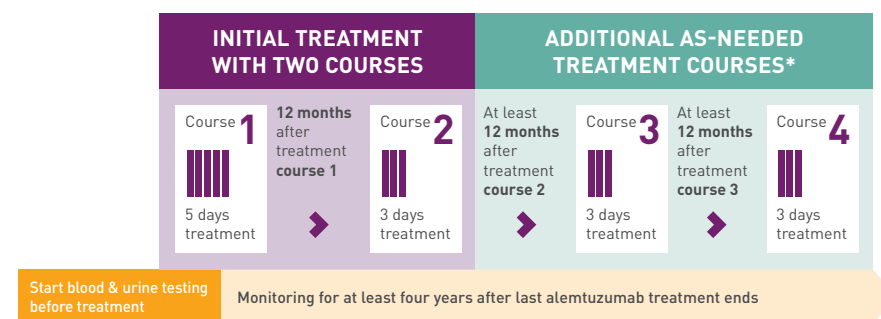 INITIAL TREATMENT
WITH TWO COURSES
ADDITIONAL AS-NEEDED
TREATMENT COURSES*
Course 1
5 days
treatment
12 months
after
treatment
course 1
Course 2
3 days
treatment
At least
12 months
after
treatment
course 2
Course 3
3 days
treatment
At least
12 months
after
treatment
course 3
Course 4
3 days
treatment
Start blood & urine testing
before treatment
Monitoring for at least four years after last alemtuzumab treatment ends